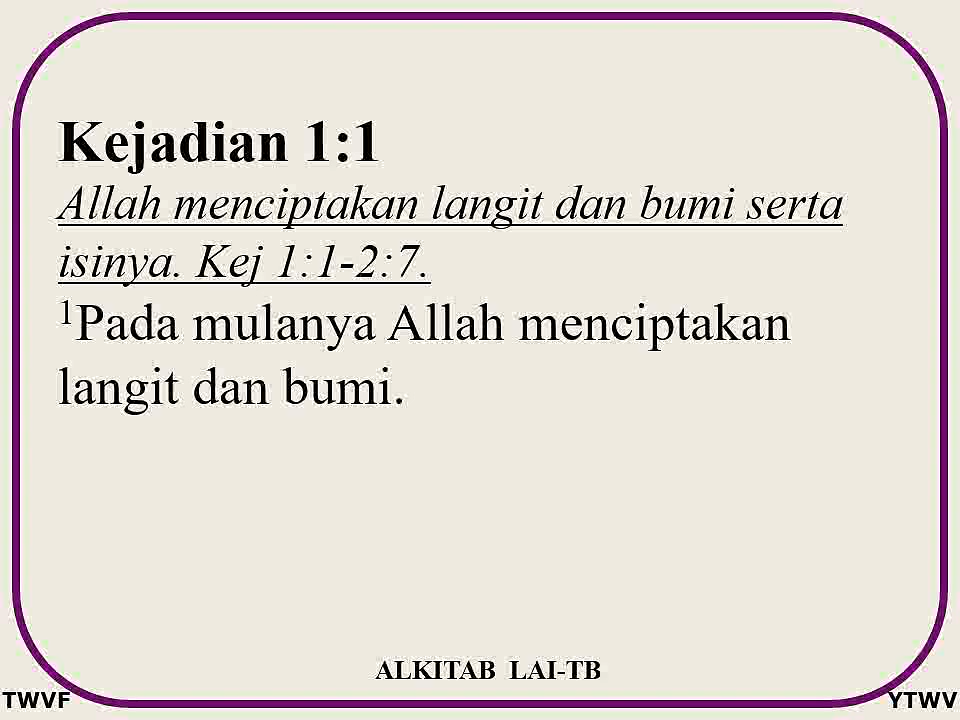 Kejadian 1:1
Allah menciptakan langit dan bumi serta
isinya. Kej 1:1-2:7.
¹Pada mulanya Allah menciptakan
langit dan bumi.
ALKITAB LAI-TB
TWVF
YTWV